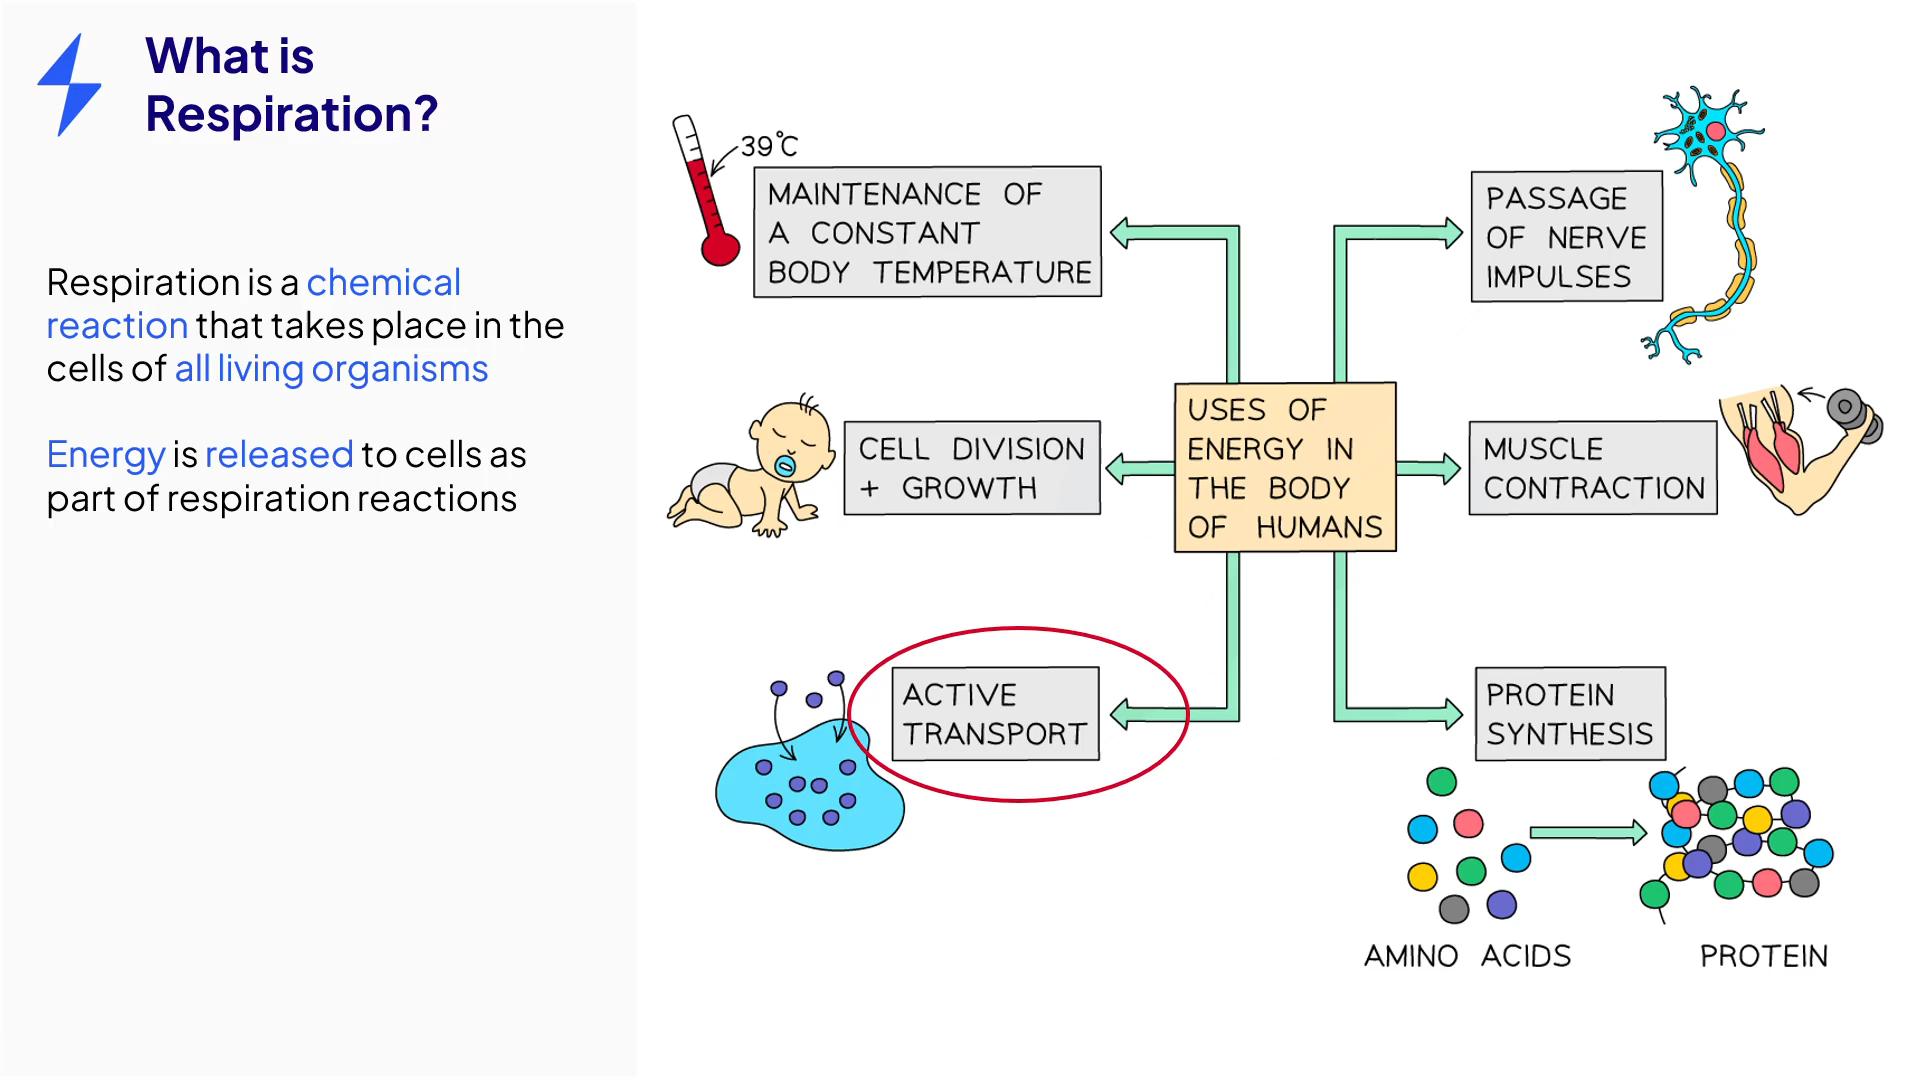 What is
Respiration?
Respiration is a chemical
reaction that takes place in the
cells of all living organisms
Energy is released to cells as
part of respiration reactions
39°C
MAINTENANCE OF
A CONSTANT
BODY TEMPERATURE
PASSAGE
OF NERVE
IMPULSES
CELL DIVISION
+ GROWTH
USES OF
ENERGY IN
THE BODY
OF HUMANS
MUSCLE
CONTRACTION
ACTIVE
TRANSPORT
PROTEIN
SYNTHESIS
AMINO ACIDS
PROTEIN